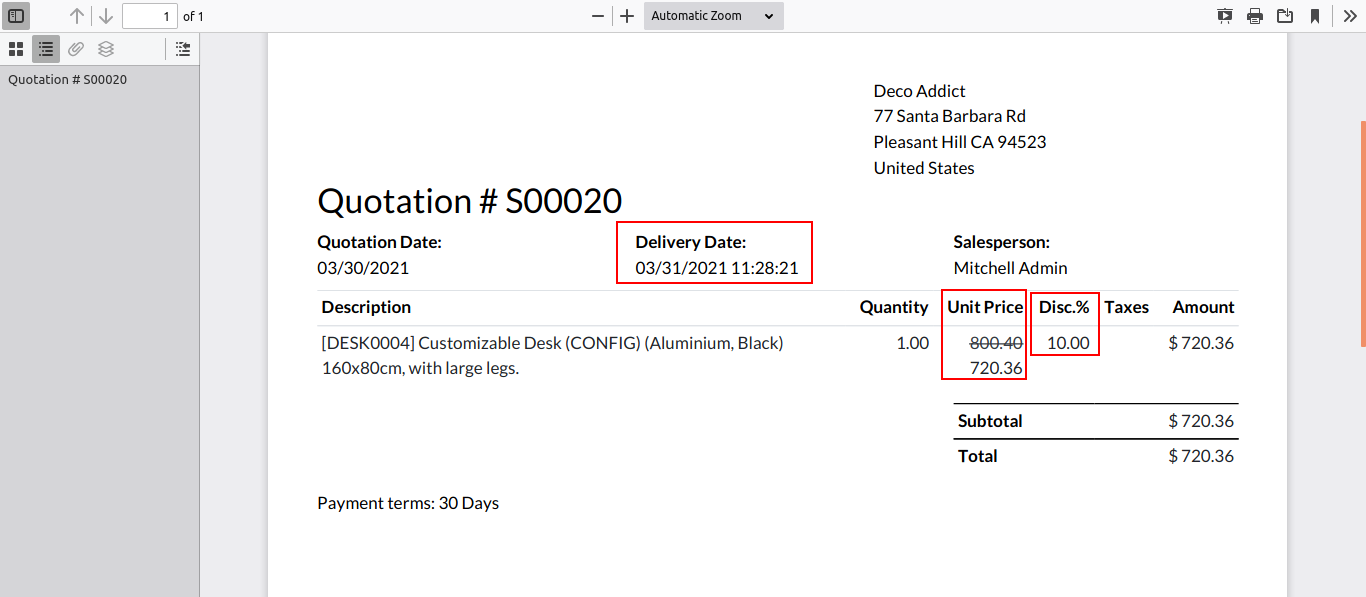 1 of 1
Automatic Zoom
Quotation # S00020
Deco Addict
77 Santa Barbara Rd
Pleasant Hill CA 94523
United States
Quotation # S00020
Quotation Date: Delivery Date: Salesperson:
03/30/2021 03/31/2021 11:28:21 Mitchell Admin
Description Quantity Unit Price Disc.% Taxes Amount
[DESK0004] Customizable Desk (CONFIG) (Aluminium, Black) 1.00 800.40 10.00 $ 720.36
160x80cm, with large legs. 720.36
Subtotal $ 720.36
Total $ 720.36
Payment terms: 30 Days